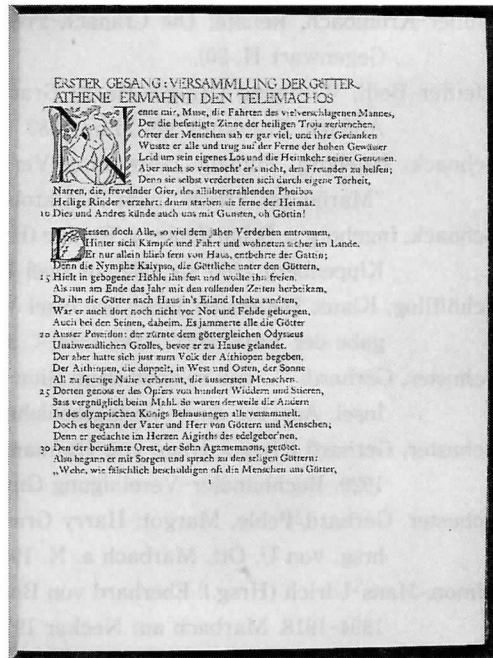 ERSTER GESANG: VERSAMMLUNG DER GÖTTER.
ATHENE ERMAHNT DEN TELEMACHOS
Nenne mir, Muse, die Fahrten des vielverschlagenen Mannes,
Der die befestigte Zinne der heiligen Troja zerbrochen,
Örter der Menschen sah er gar viel, und ihre Gedanken
Wusste er alle und trug auf der Ferne der hohen Gewässer
Leid um sein eigenes Los und die Heimkehr seiner Genossen.
Aber auch so vermocht' er's nicht, den Freunden zu helfen;
Denn sie selbst verderbeten sich durch eigene Torheit,
Narren, die, frevelnder Gier, des allüberstrahlenden Phoibos
Heilige Rinder verzehrt; drum starben sie ferne der Heimat.
10 Dies und Andres künde auch uns mit Gunsten, oh Göttin!
Dessen doch Alle, so viel dem jähen Verderben entronnen,
Hinter sich Kämpfe und Fahrt und wohneten sicher im Lande.
Er nur allein blieb fern von Haus, entbehrte der Gattin;
Denn die Nymphe Kalypso, die Göttliche unter den Göttern,
15 Hielt in gebogener Höhle ihn fest und wollte ihn freien.
Als nun am Ende das Jahr mit den rollenden Zeiten herbeikam,
Da ihn die Götter nach Haus in's Eiland Ithaka sandten,
War er auch dort noch nicht vor Not und Fehde geborgen,
Auch bei den Seinen, daheim. Es jammerte alle die Götter
20 Ausser Poseidon: der zürnte dem göttergleichen Odysseus
Unabwendlichen Grolles, bevor er zu Hause gelandet.
Der aber hatte sich just zum Volk der Aithiopen begeben,
Der Aithiopen, die doppelt, in West und Osten, der Sonne
All zu feurige Nähe verbrennt, die äussersten Menschen.
25 Dorten genoss er des Opfers von hundert Widdern und Stieren,
Sass vergnüglich beim Mahl. So waren derweile die Andern
In des olympischen Königs Behausungen alle versammelt.
Doch es begann der Vater und Herr von Göttern und Menschen;
Denn er gedachte im Herzen Aigisths des edelgebor'nen,
30 Den der berühmte Orest, der Sohn Agamemnons, getötet.
Also begann er mit Sorgen und sprach zu den seligen Göttern:
„Wehe, wie fälschlich beschuldigen oft die Menschen uns Götter,